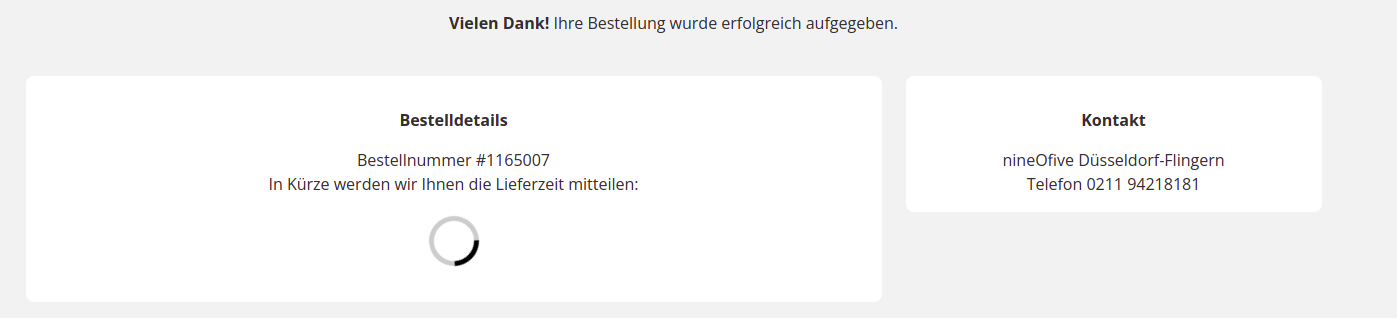 Vielen Dank! Ihre Bestellung wurde erfolgreich aufgegeben.
Bestelldetails
Bestellnummer #1165007
In Kürze werden wir Ihnen die Lieferzeit mitteilen:
Kontakt
nineOfive Düsseldorf-Flingern
Telefon 0211 94218181